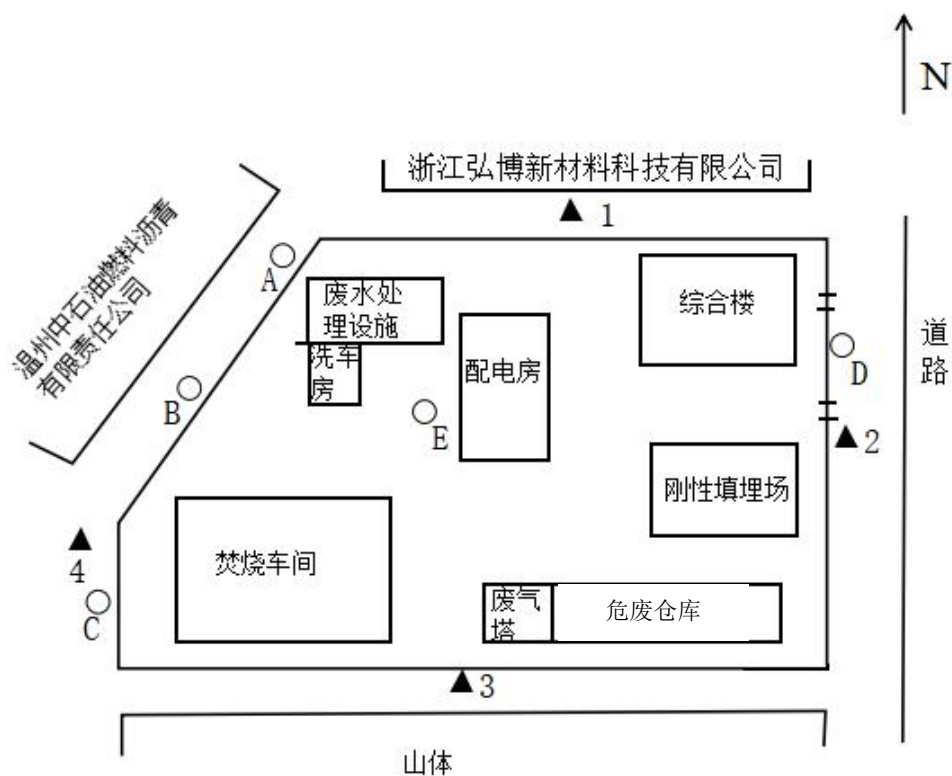 N
浙江弘博新材料科技有限公司
▲ 1
温州中石油燃料沥青
有限责任公司
A
废水处
理设施
综合楼
洗车
房
配电房
道
路
B
D
E
▲ 2
刚性填埋场
▲
4
焚烧车间
C
废气
塔
危废仓库
▲ 3
山体